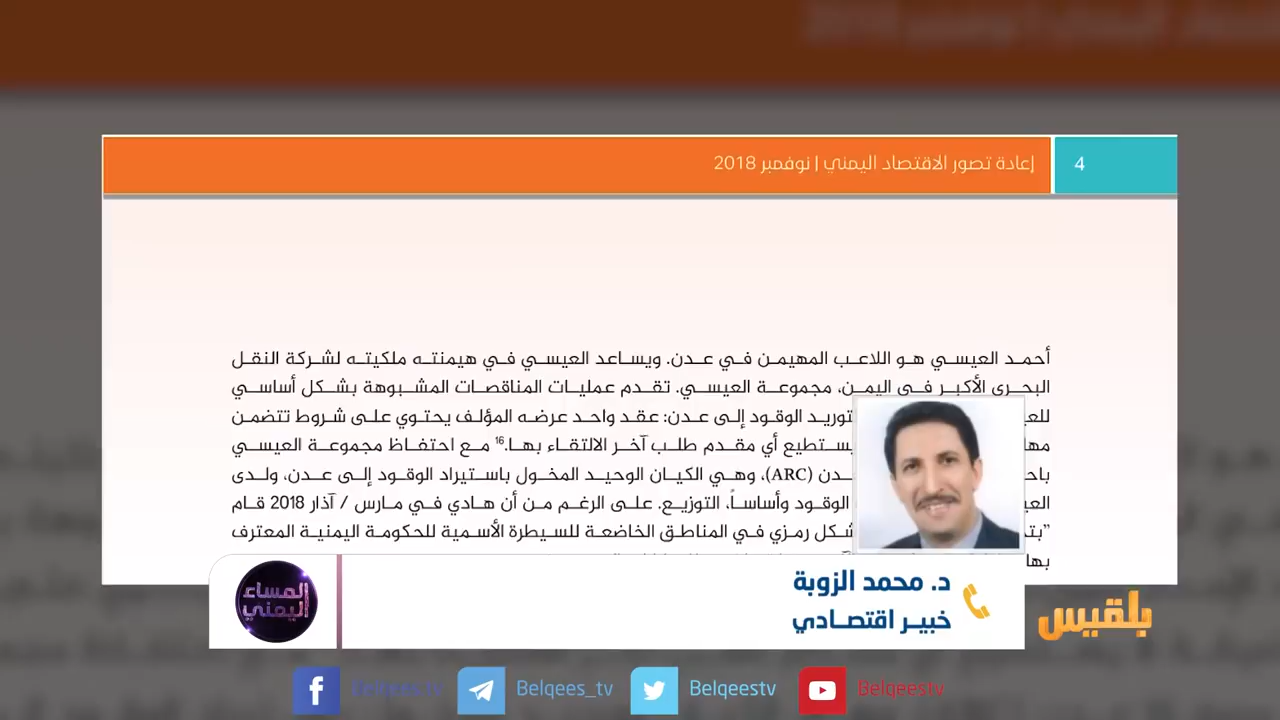 4
إعادة تصور الاقتصاد اليمني | نوفمبر 2018
أحمد العيسي هو اللاعب المهيمن في عدن. ويساعد العيسي في هيمنته ملكيته لشركة النقل
البحري الأكبر في اليمن، مجموعة العيسي. تقدم عمليات المناقصات المشبوهة بشكل أساسي
توريد الوقود إلى عدن: عقد واحد عرضه المؤلف يحتوي على شروط تتضمن
يستطيع أي مقدم طلب آخر الالتقاء بها.16 مع احتفاظ مجموعة العيسي
دن (ARC)، وهي الكيان الوحيد المخول باستيراد الوقود إلى عدن، ولدى
الوقود وأساساً، التوزيع. على الرغم من أن هادي في مارس / آذار 2018 قام
شكل رمزي في المناطق الخاضعة للسيطرة الأسمية للحكومة اليمنية المعترف
بها
د. محمد الزوبة
خبير اقتصادي
المساء
اليمني
بلقيس
Belqees_tv
Belqeestv
Belqeestv